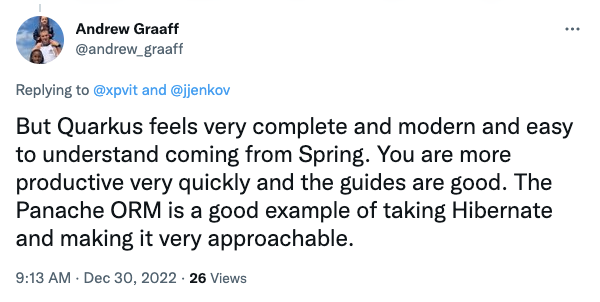 Andrew Graaff
@andrew_graaff
Replying to @xpvit and @jjenkov
But Quarkus feels very complete and modern and easy
to understand coming from Spring. You are more
productive very quickly and the guides are good. The
Panache ORM is a good example of taking Hibernate
and making it very approachable.
9:13 AM · Dec 30, 2022 · 26 Views